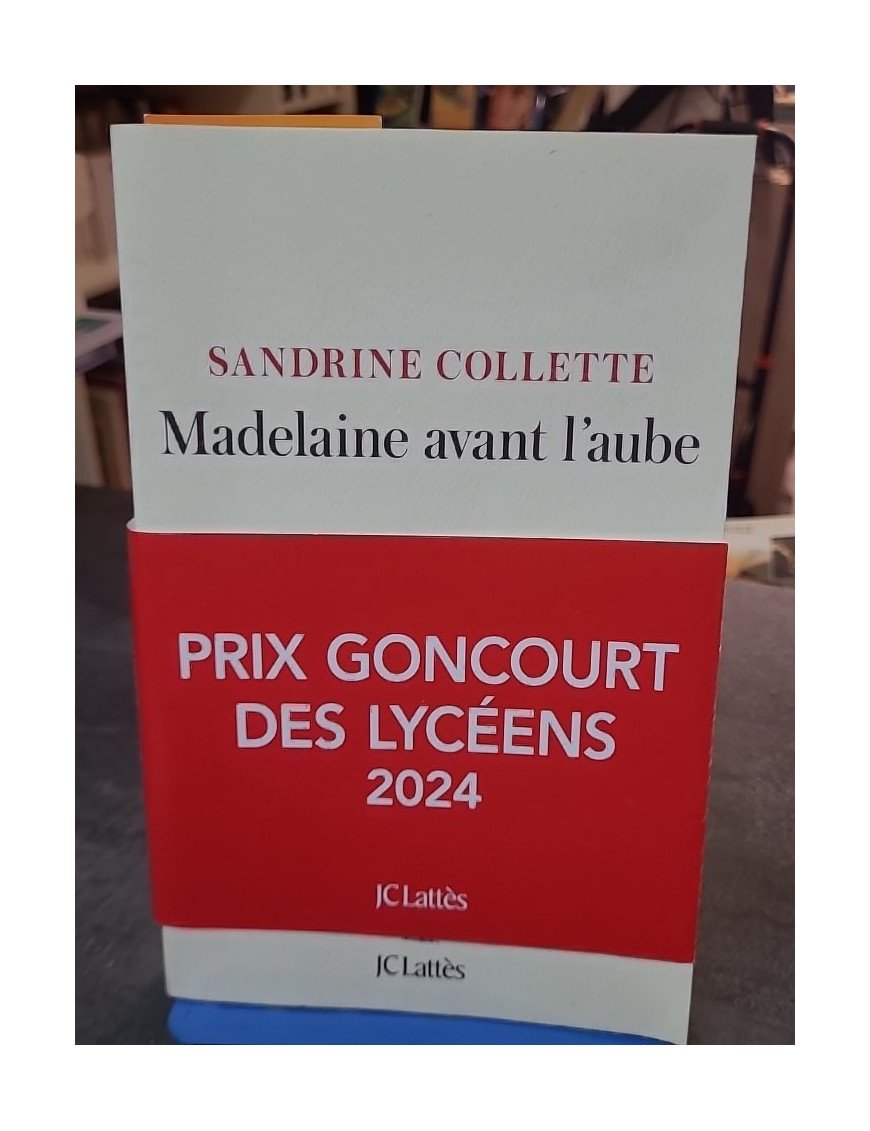 SANDRINE COLLETTE
Madelaine avant l'aube
PRIX GONCOURT
DES LYCÉENS
2024
JC Lattès
JC Lattès